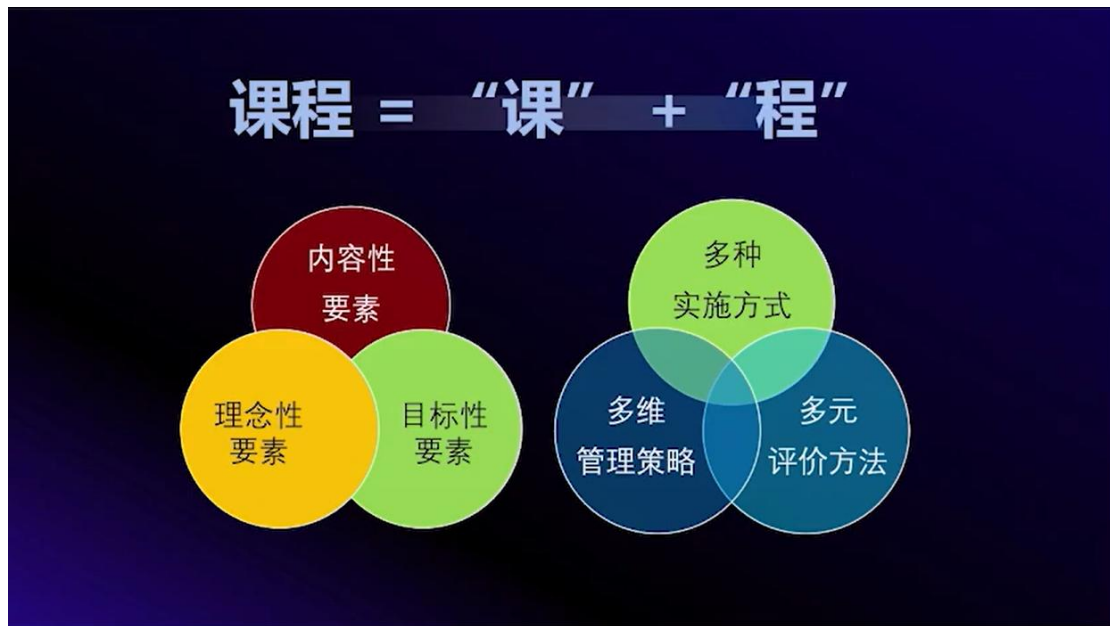 课程 = “课” + “程”
内容性
要素
理念性
要素
目标性
要素
多种
实施方式
多维
管理策略
多元
评价方法